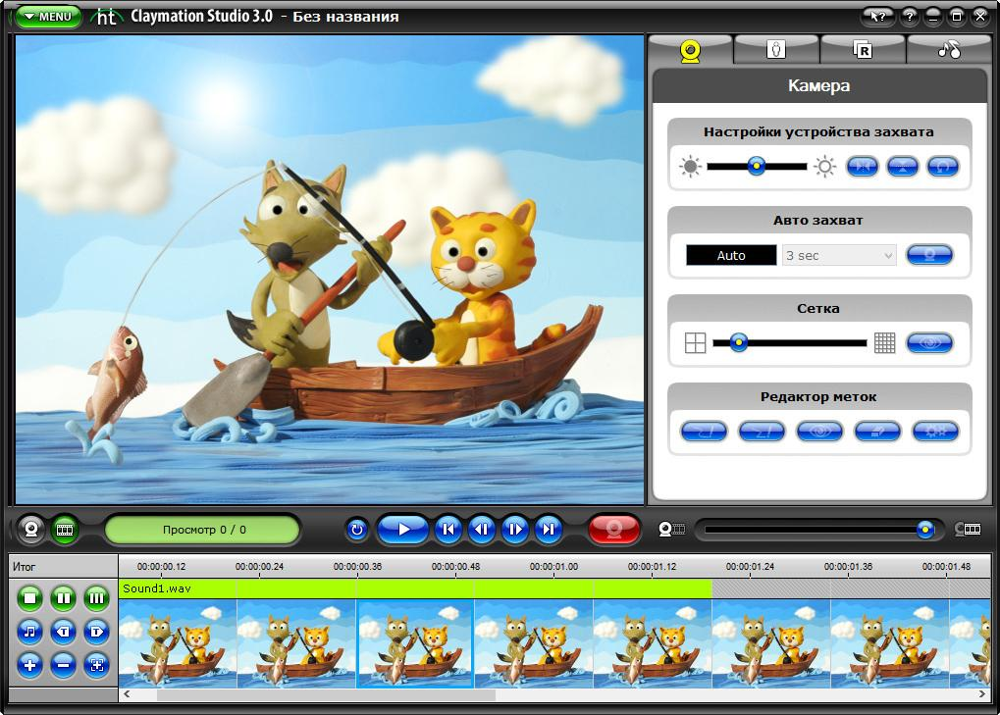 MENU
ht Claymation Studio 3.0 - Без названия
?
?
R
Камера
Настройки устройства захвата
Авто захват
Auto
3 sec
Сетка
Редактор меток
Просмотр 0 / 0
Итог
00:00:00.12 00:00:00.24 00:00:00.36 00:00:00.48 00:00:01.00 00:00:01.12 00:00:01.24 00:00:01.36 00:00:01.48
Sound1.wav